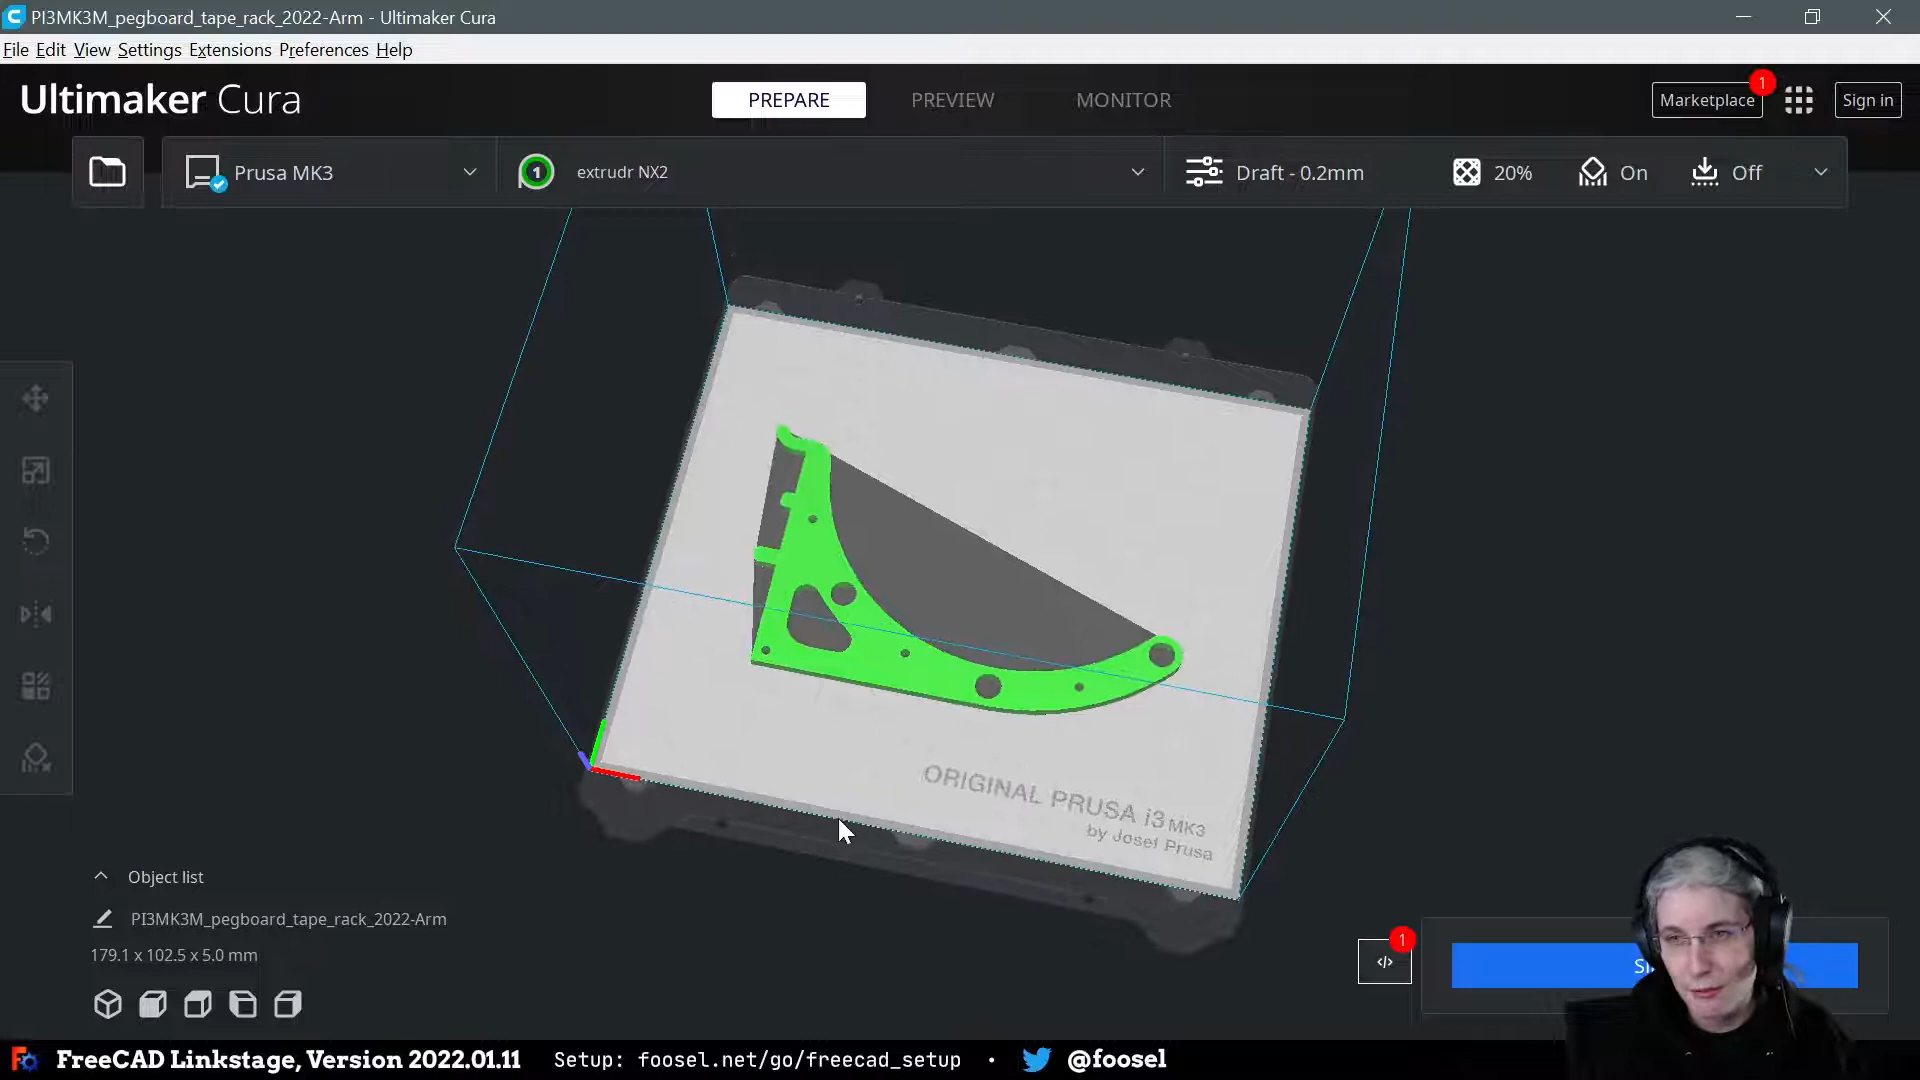 PI3MK3M_pegboard_tape_rack_2022-Arm - Ultimaker Cura
File Edit View Settings Extensions Preferences Help
Ultimaker Cura
PREPARE
PREVIEW
MONITOR
Marketplace
1
Sign in
Prusa MK3
1
extrudr NX2
Draft - 0.2mm
20%
On
Off
ORIGINAL PRUSA i3 MK3
by Josef Prusa
Object list
PI3MK3M_pegboard_tape_rack_2022-Arm
179.1 x 102.5 x 5.0 mm
</>
1
FreeCAD Linkstage, Version 2022.01.11 Setup: foosel.net/go/freecad_setup • @foosel